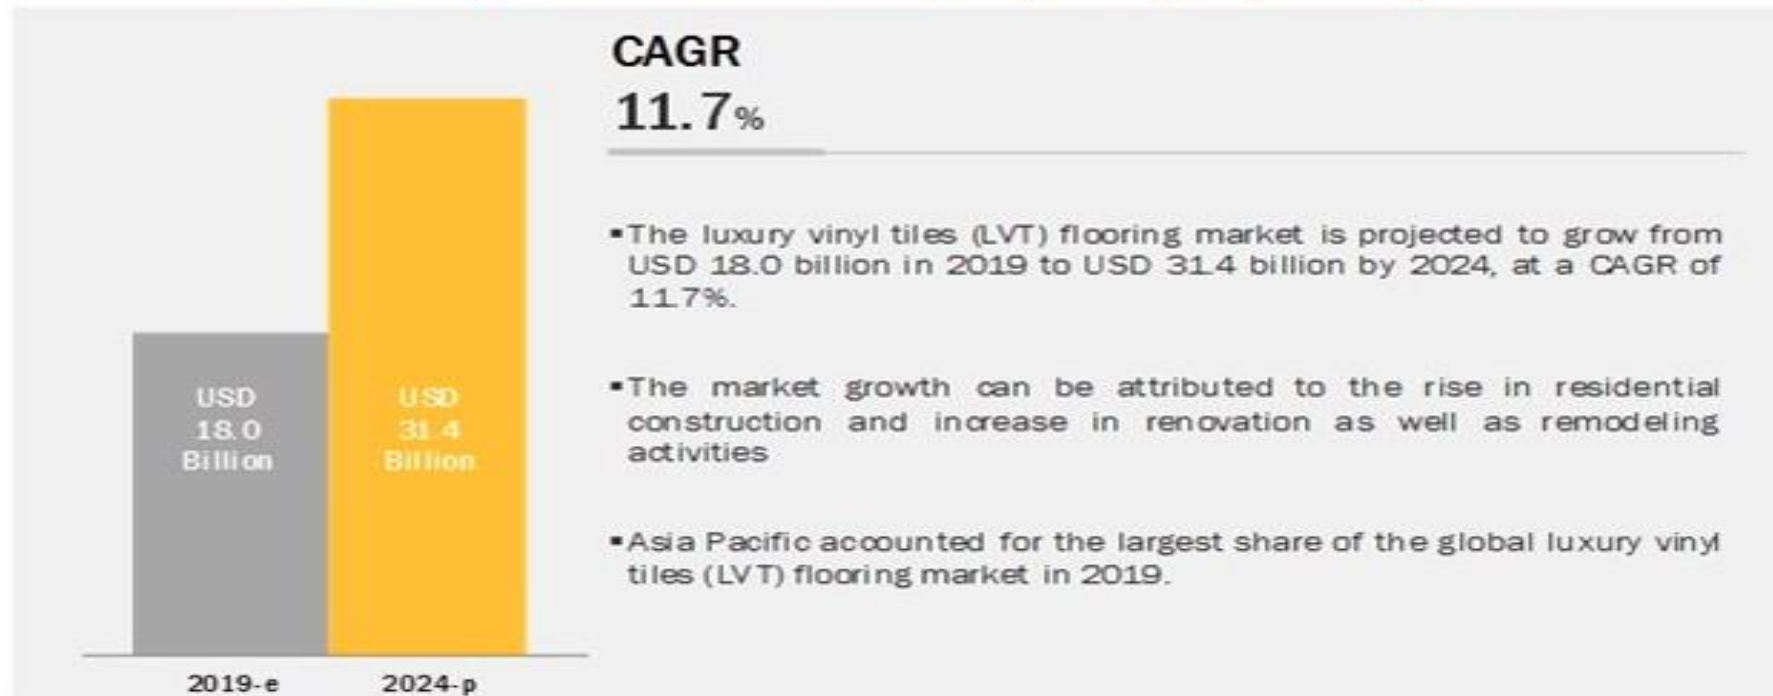 CAGR
11.7%
▪The luxury vinyl tiles (LVT) flooring market is projected to grow from
USD 18.0 billion in 2019 to USD 31.4 billion by 2024, at a CAGR of
11.7%.
▪The market growth can be attributed to the rise in residential
construction and increase in renovation as well as remodeling
activities
▪Asia Pacific accounted for the largest share of the global luxury vinyl
tiles (LVT) flooring market in 2019.
USD
18.0
Billion
USD
31.4
Billion
2019-e
2024-p